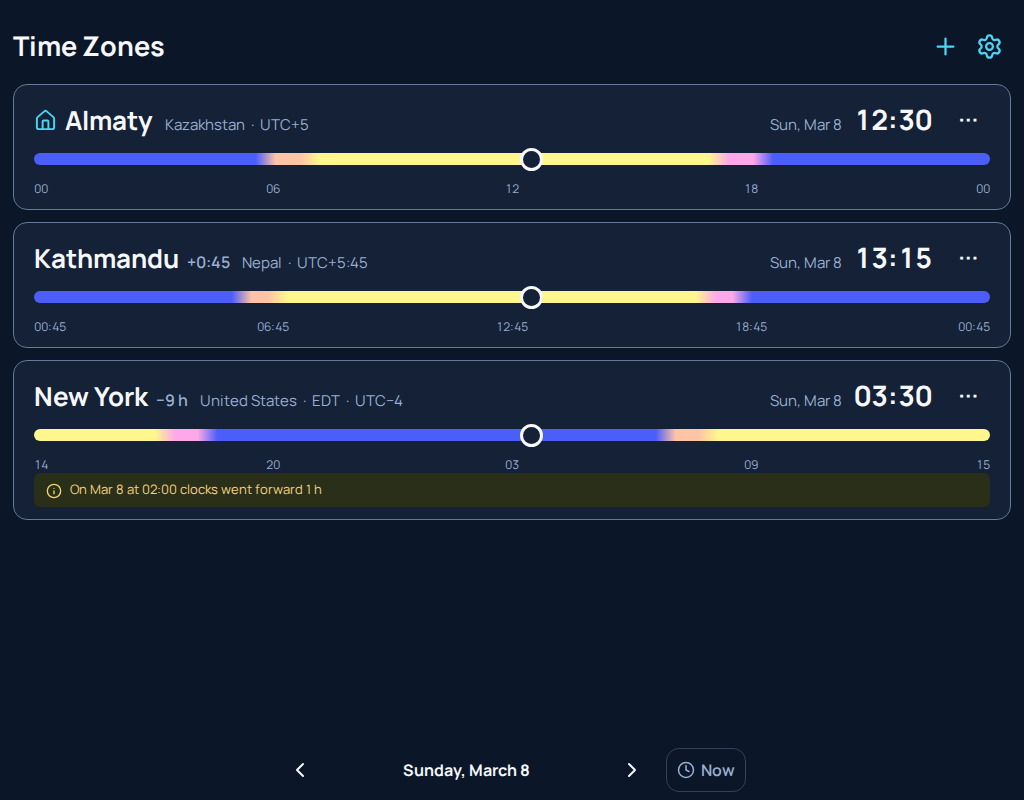 Time Zones
Almaty Kazakhstan · UTC+5 Sun, Mar 8 12:30 ···
00 06 12 18 00
Kathmandu +0:45 Nepal · UTC+5:45 Sun, Mar 8 13:15 ···
00:45 06:45 12:45 18:45 00:45
New York −9 h United States · EDT · UTC−4 Sun, Mar 8 03:30 ···
14 20 03 09 15
On Mar 8 at 02:00 clocks went forward 1 h
Sunday, March 8 Now